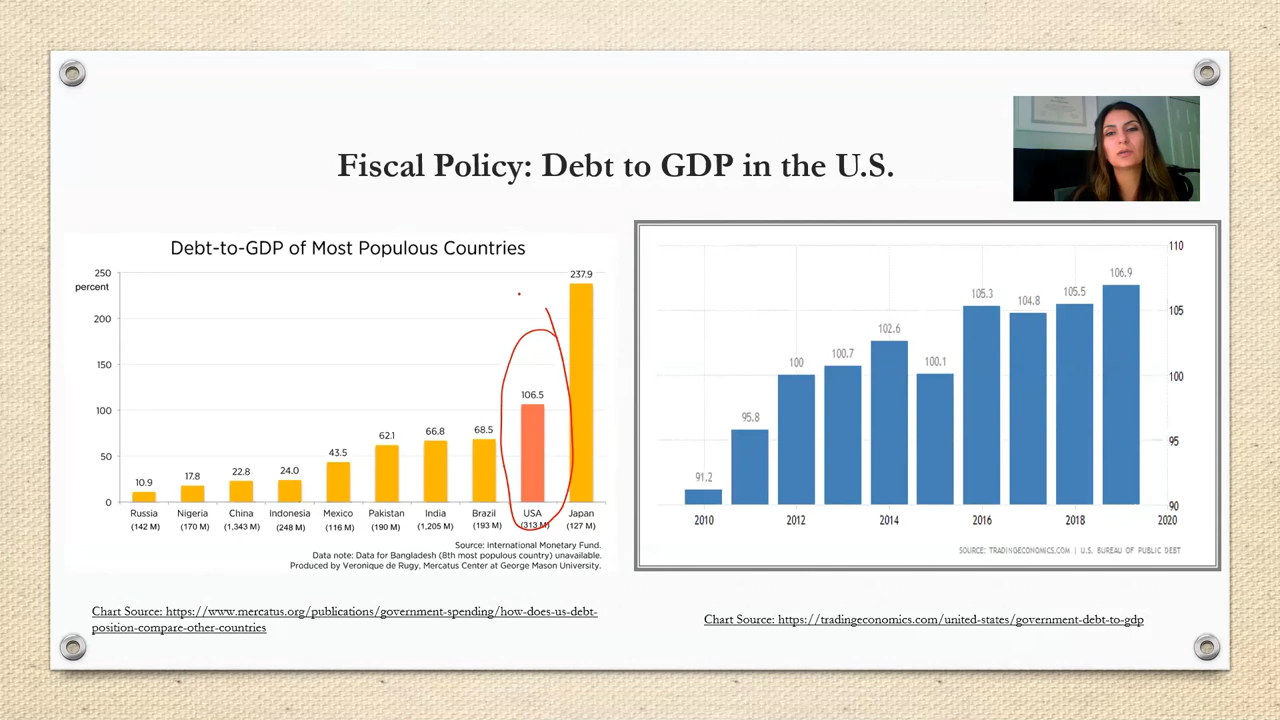 Fiscal Policy: Debt to GDP in the U.S.
Debt-to-GDP of Most Populous Countries
250
percent
200
150
100
50
0
10.9
17.8
22.8
24.0
43.5
62.1
66.8
68.5
106.5
237.9
Russia Nigeria China Indonesia Mexico Pakistan India Brazil USA Japan
(142 M) (170 M) (1,343 M) (248 M) (116 M) (190 M) (1,205 M) (193 M) (313 M) (127 M)
Source: International Monetary Fund.
Data note: Data for Bangladesh (8th most populous country) unavailable.
Produced by Veronique de Rugy, Mercatus Center at George Mason University.
Chart Source: https://www.mercatus.org/publications/government-spending/how-does-us-debt-
position-compare-other-countries
110
105
100
95
90
91.2
95.8
100
100.7
102.6
100.1
105.3
104.8
105.5
106.9
2010 2012 2014 2016 2018 2020
SOURCE: TRADINGECONOMICS.COM | U.S. BUREAU OF PUBLIC DEBT
Chart Source: https://tradingeconomics.com/united-states/government-debt-to-gdp